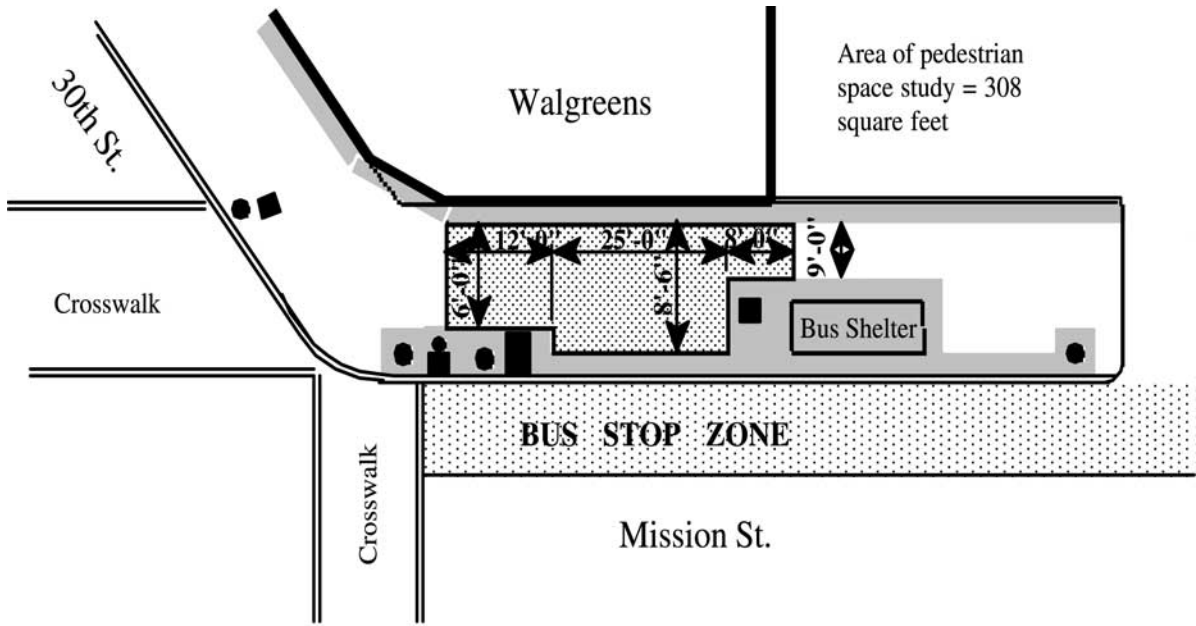 30th St.
Walgreens
Area of pedestrian
space study = 308
square feet
12'-0"
25'-0"
8'-0"
6'-0"
8'-6"
9'-0"
Crosswalk
Bus Shelter
BUS STOP ZONE
Crosswalk
Mission St.